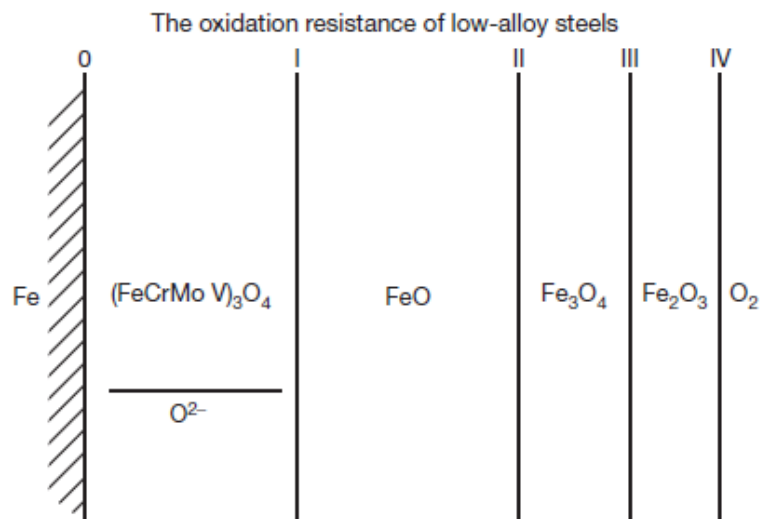 The oxidation resistance of low-alloy steels
0 I II III IV
Fe (FeCrMo V)₃O₄ FeO Fe₃O₄ Fe₂O₃ O₂
O²⁻